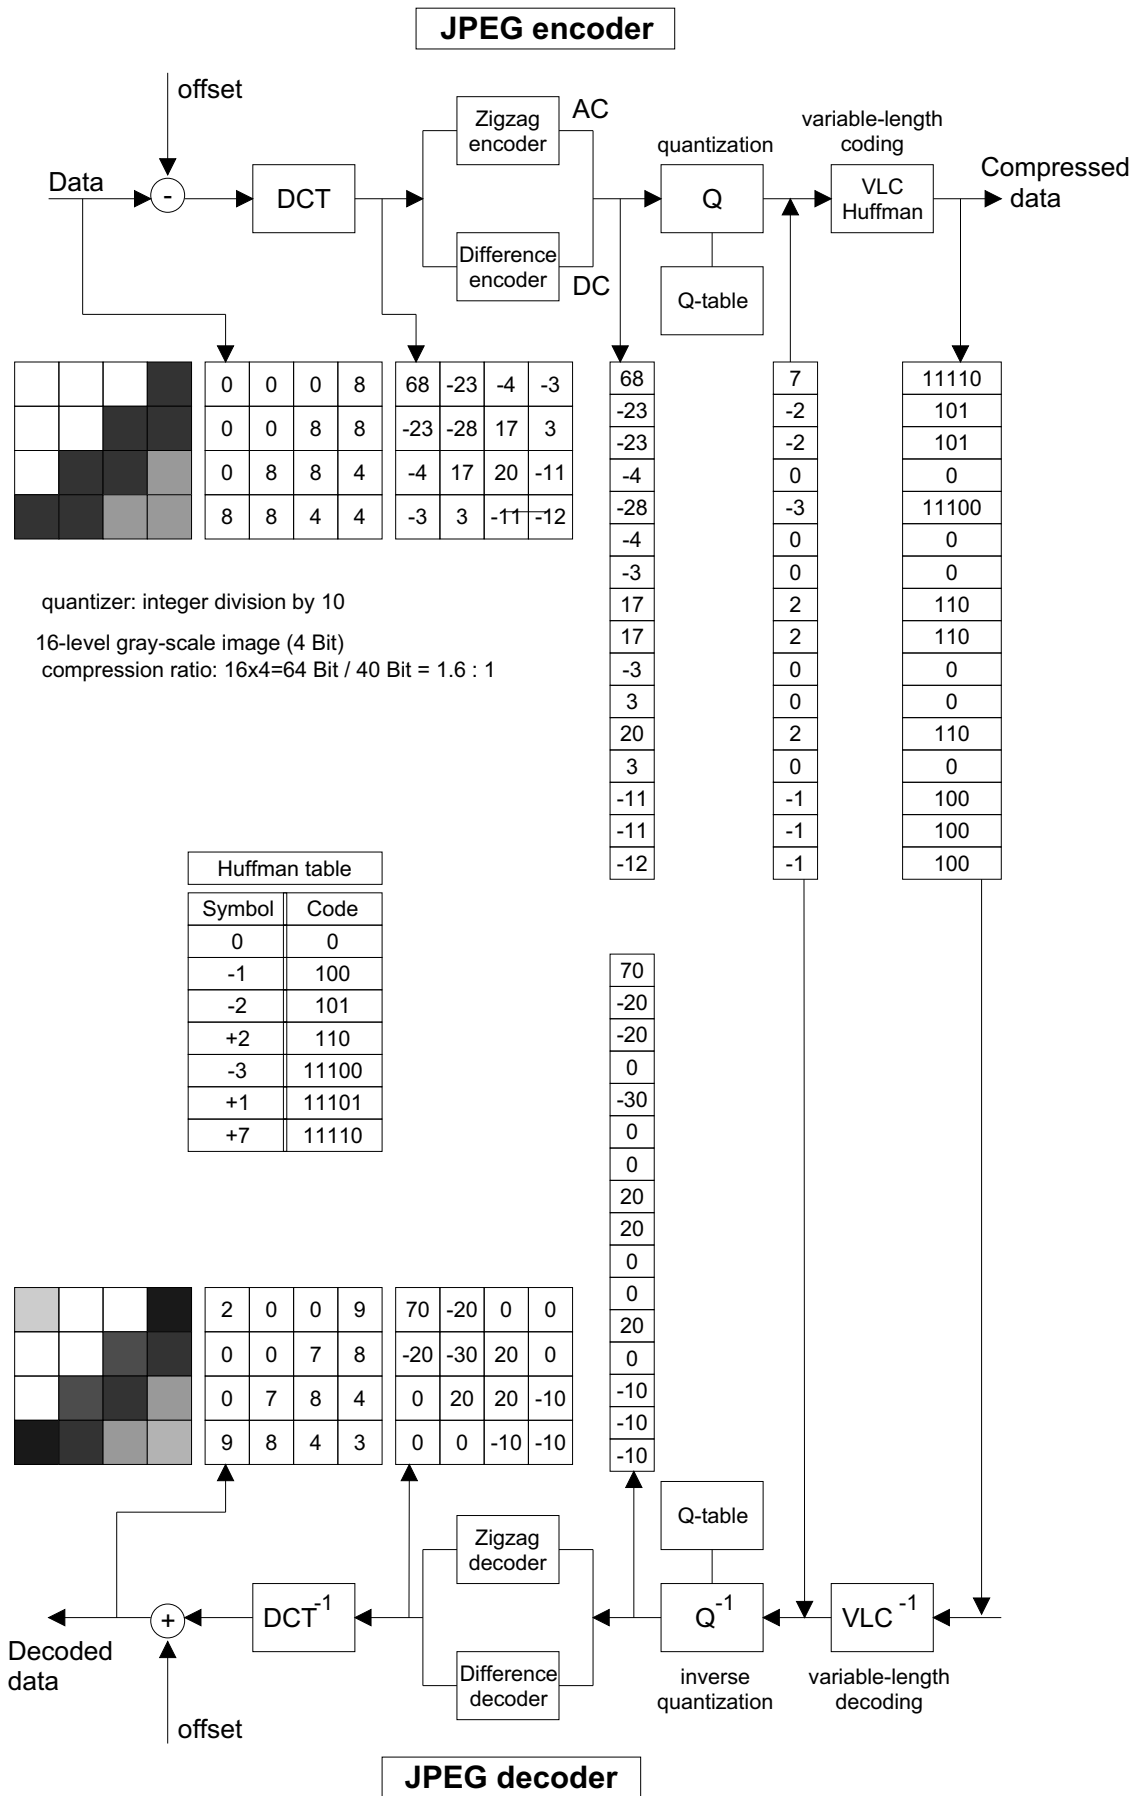 JPEG encoder
offset
Data
-
DCT
Zigzag
encoder
AC
Difference
encoder
DC
quantization
Q
Q-table
variable-length
coding
VLC
Huffman
Compressed
data
0 0 0 8
0 0 8 8
0 8 8 4
8 8 4 4
68 -23 -4 -3
-23 -28 17 3
-4 17 20 -11
-3 3 -11 -12
68
-23
-23
-4
-28
-4
-3
17
17
-3
3
20
3
-11
-11
-12
7
-2
-2
0
-3
0
0
2
2
0
0
2
0
-1
-1
-1
11110
101
101
0
11100
0
0
110
110
0
0
110
0
100
100
100
quantizer: integer division by 10
16-level gray-scale image (4 Bit)
compression ratio: 16x4=64 Bit / 40 Bit = 1.6 : 1
Huffman table
Symbol Code
0 0
-1 100
-2 101
+2 110
-3 11100
+1 11101
+7 11110
70
-20
-20
0
-30
0
0
20
20
0
0
20
0
-10
-10
-10
2 0 0 9
0 0 7 8
0 7 8 4
9 8 4 3
70 -20 0 0
-20 -30 20 0
0 20 20 -10
0 0 -10 -10
Q-table
Zigzag
decoder
Difference
decoder
DCT-1
+
Q-1
VLC-1
Decoded
data
offset
inverse
quantization
variable-length
decoding
JPEG decoder